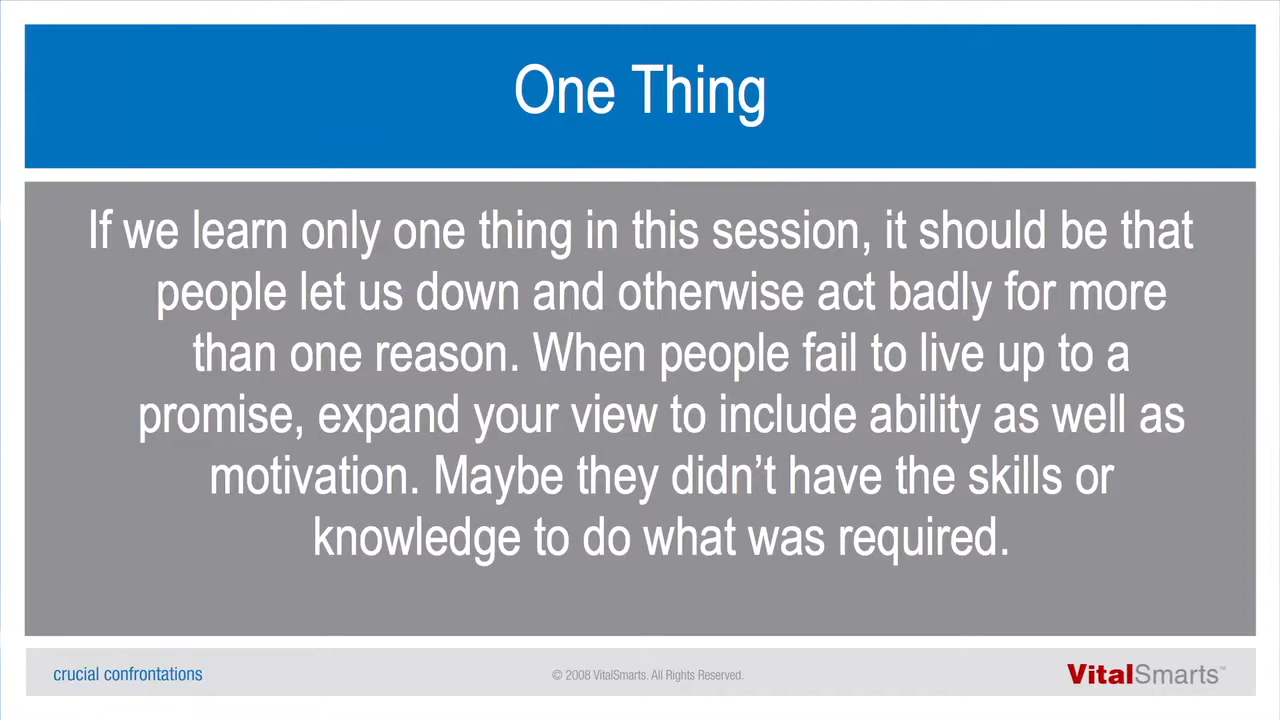 One Thing
If we learn only one thing in this session, it should be that
people let us down and otherwise act badly for more
than one reason. When people fail to live up to a
promise, expand your view to include ability as well as
motivation. Maybe they didn’t have the skills or
knowledge to do what was required.
crucial confrontations
© 2008 VitalSmarts. All Rights Reserved.
VitalSmarts™